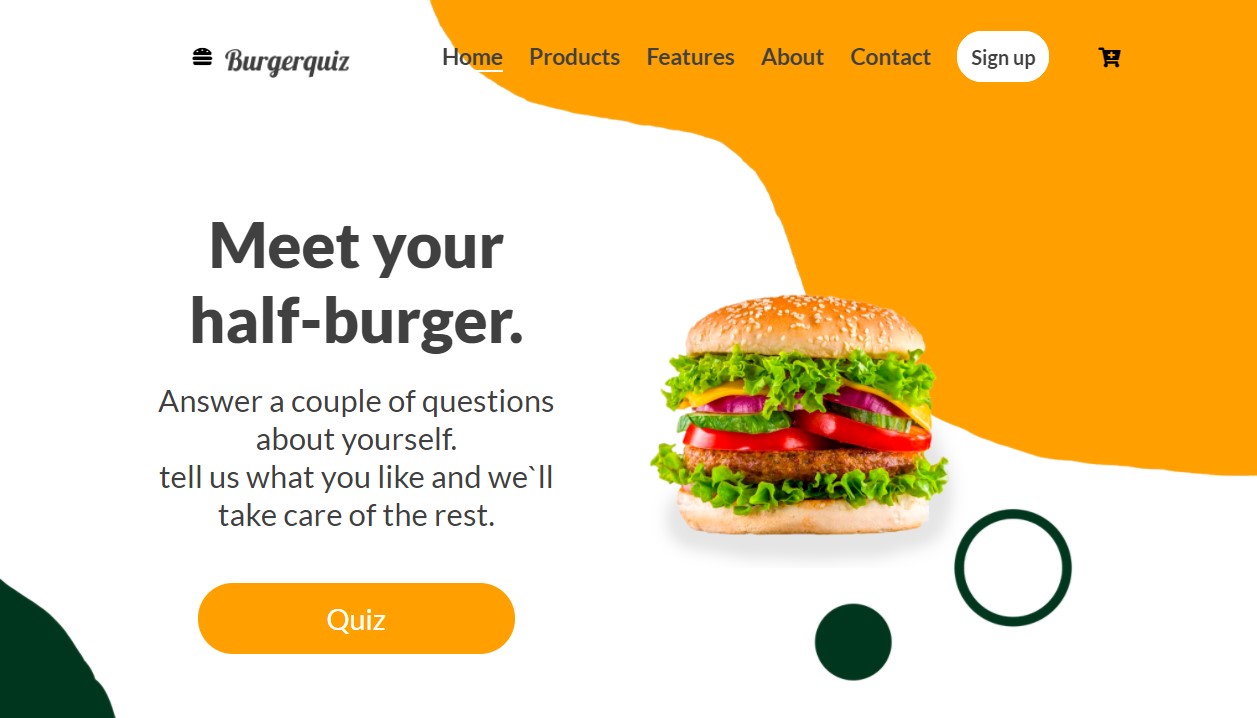 Burgerquiz
Home Products Features About Contact Sign up
Meet your
half-burger.
Answer a couple of questions
about yourself.
tell us what you like and we`ll
take care of the rest.
Quiz